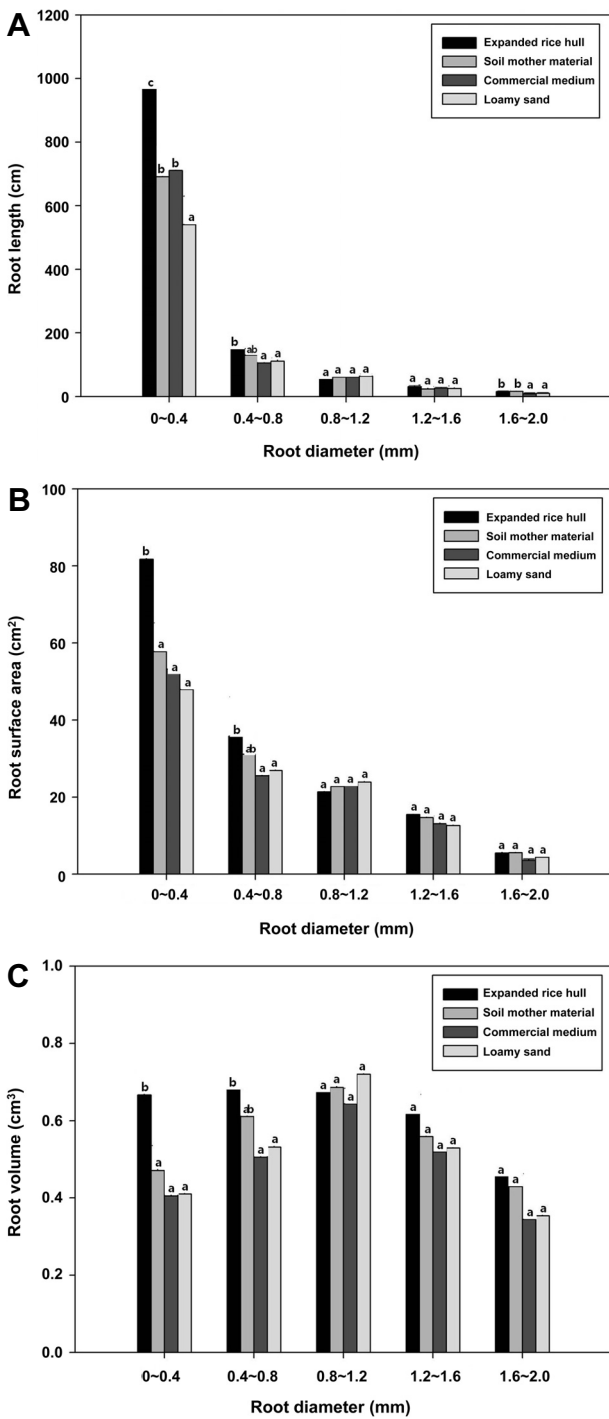 A
1200
1000
800
600
400
200
0
Root length (cm)
Expanded rice hull
Soil mother material
Commercial medium
Loamy sand
c
b
b
a
b
ab
a
a
a
a
a
a
a
a
a
a
b
b
a
a
0~0.4
0.4~0.8
0.8~1.2
1.2~1.6
1.6~2.0
Root diameter (mm)
B
100
80
60
40
20
0
Root surface area (cm²)
Expanded rice hull
Soil mother material
Commercial medium
Loamy sand
b
a
a
a
b
ab
a
a
a
a
a
a
a
a
a
a
a
a
a
a
0~0.4
0.4~0.8
0.8~1.2
1.2~1.6
1.6~2.0
Root diameter (mm)
C
1.0
0.8
0.6
0.4
0.2
0.0
Root volume (cm³)
Expanded rice hull
Soil mother material
Commercial medium
Loamy sand
b
a
a
a
b
ab
a
a
a
a
a
a
a
a
a
a
a
a
a
a
0~0.4
0.4~0.8
0.8~1.2
1.2~1.6
1.6~2.0
Root diameter (mm)